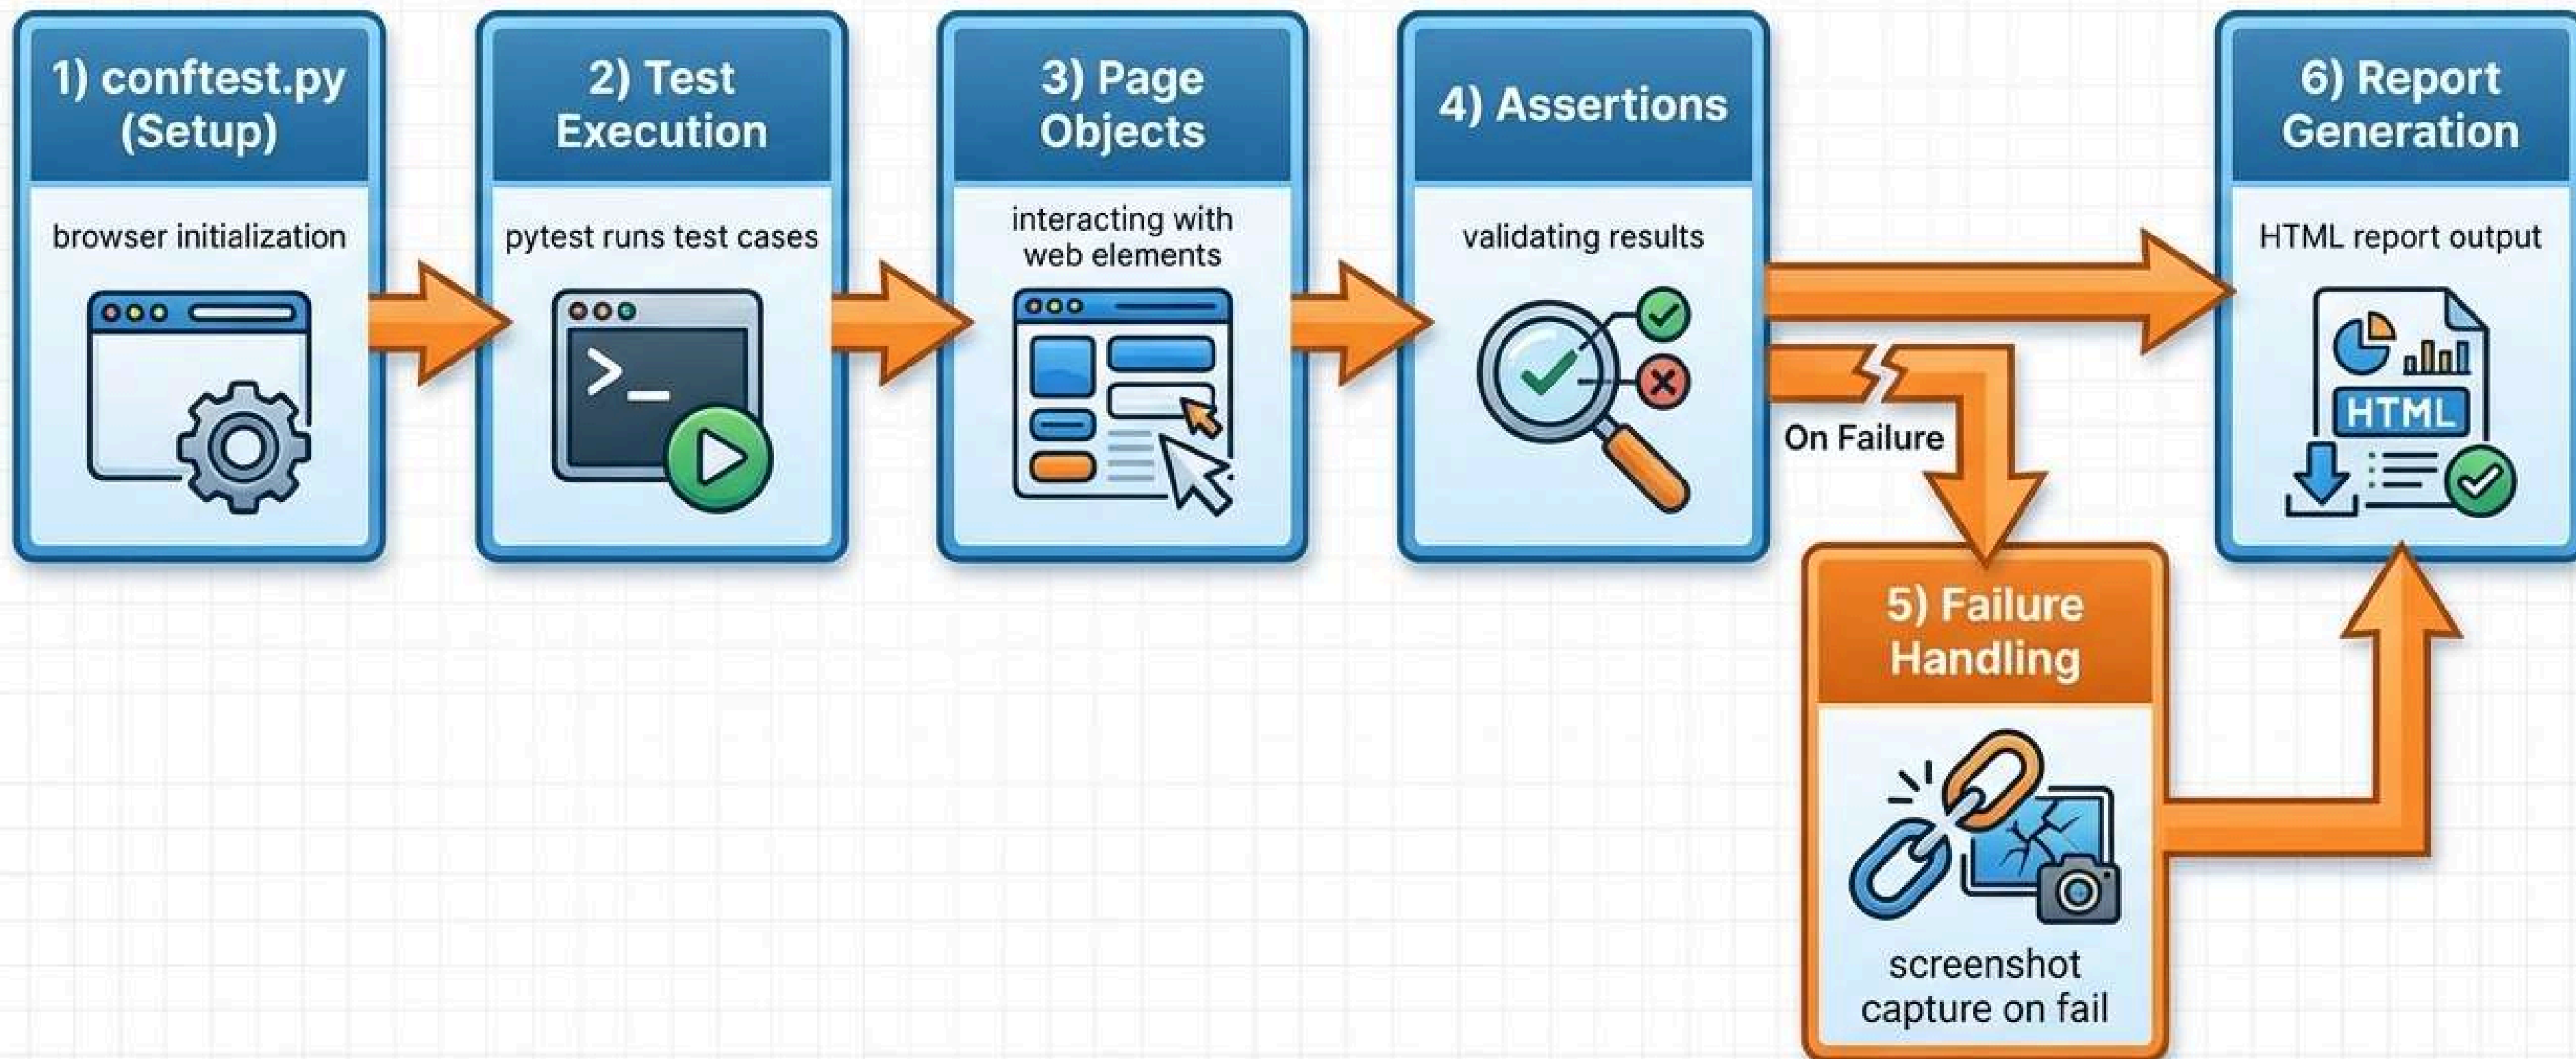 1) conftest.py
(Setup)
browser initialization
2) Test
Execution
pytest runs test cases
>_
3) Page
Objects
interacting with
web elements
4) Assertions
validating results
On Failure
5) Failure
Handling
screenshot
capture on fail
6) Report
Generation
HTML report output
HTML